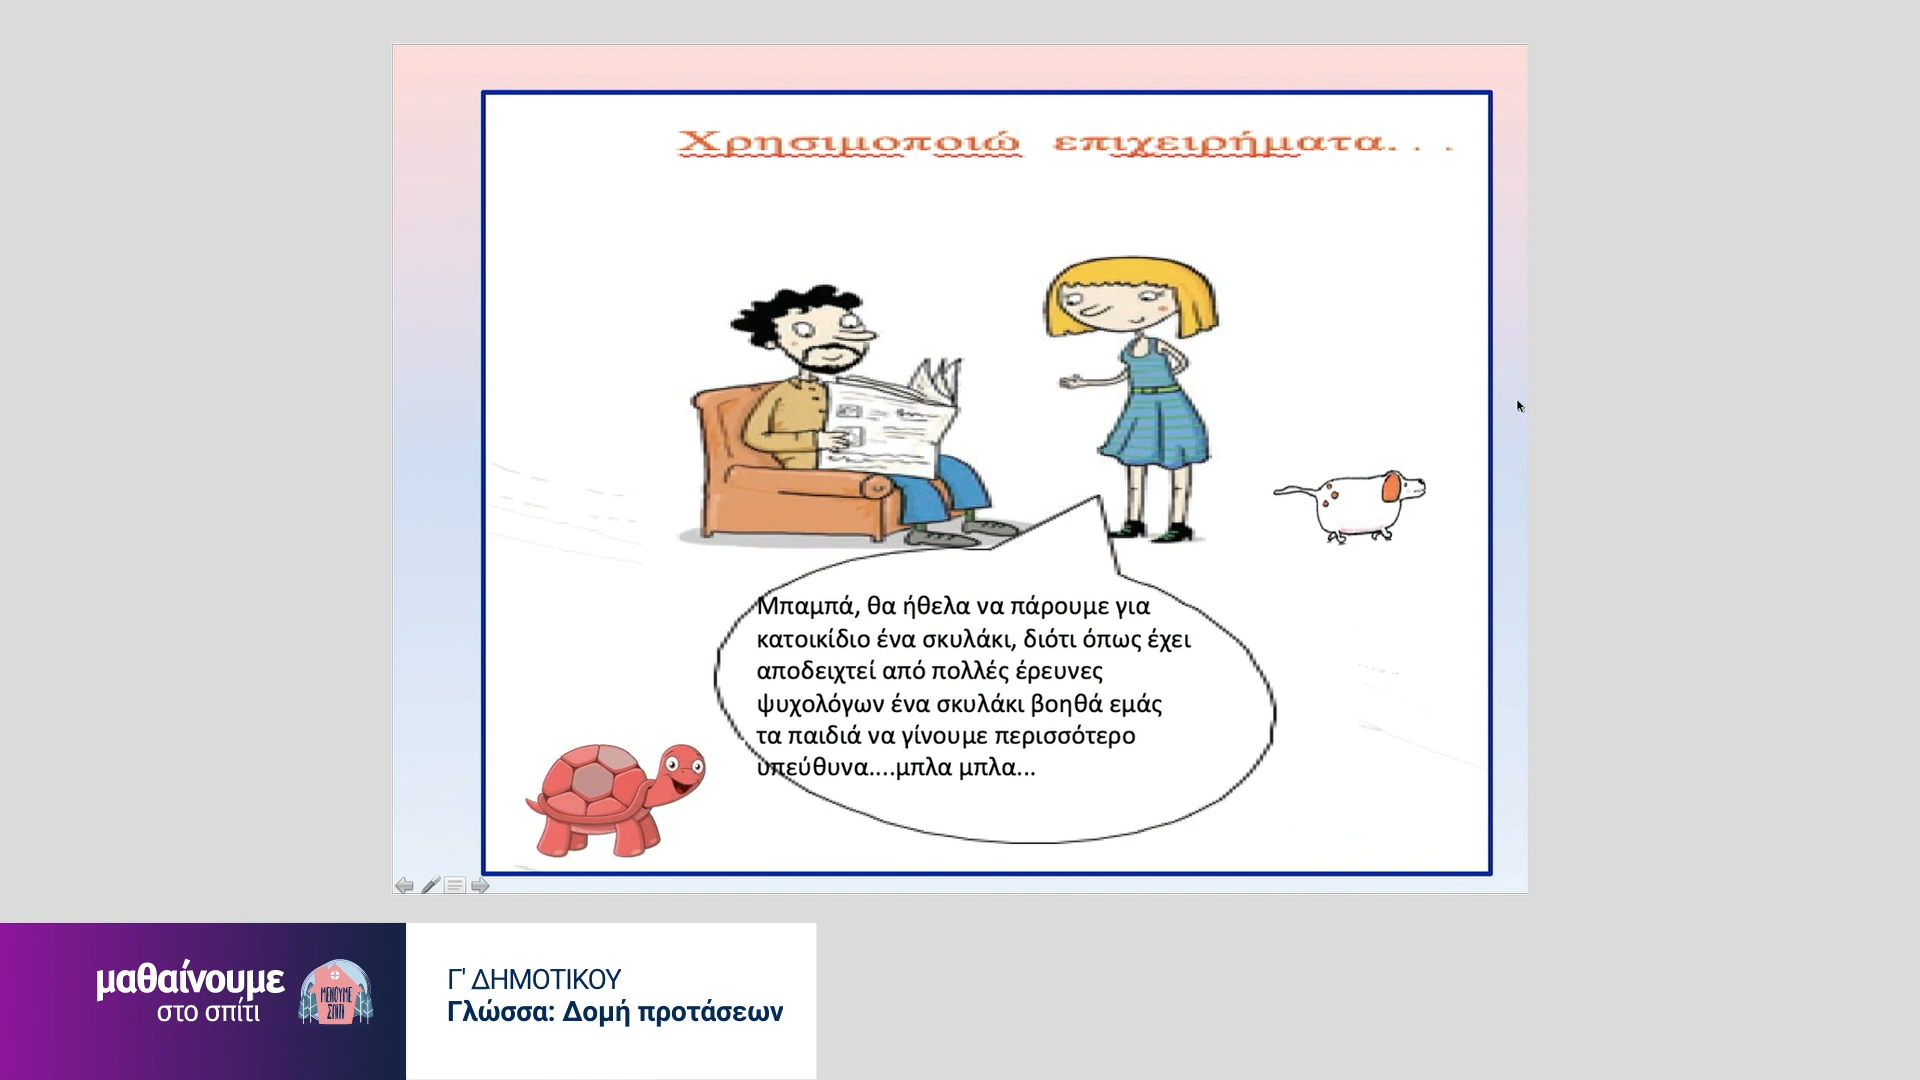 Χρησιμοποιώ επιχειρήματα. . .
Μπαμπά, θα ήθελα να πάρουμε για
κατοικίδιο ένα σκυλάκι, διότι όπως έχει
αποδειχτεί από πολλές έρευνες
ψυχολόγων ένα σκυλάκι βοηθά εμάς
τα παιδιά να γίνουμε περισσότερο
υπεύθυνα....μπλα μπλα...
μαθαίνουμε
στο σπίτι
ΜΕΝΟΥΜΕ
ΣΠΙΤΙ
Γ' ΔΗΜΟΤΙΚΟΥ
Γλώσσα: Δομή προτάσεων